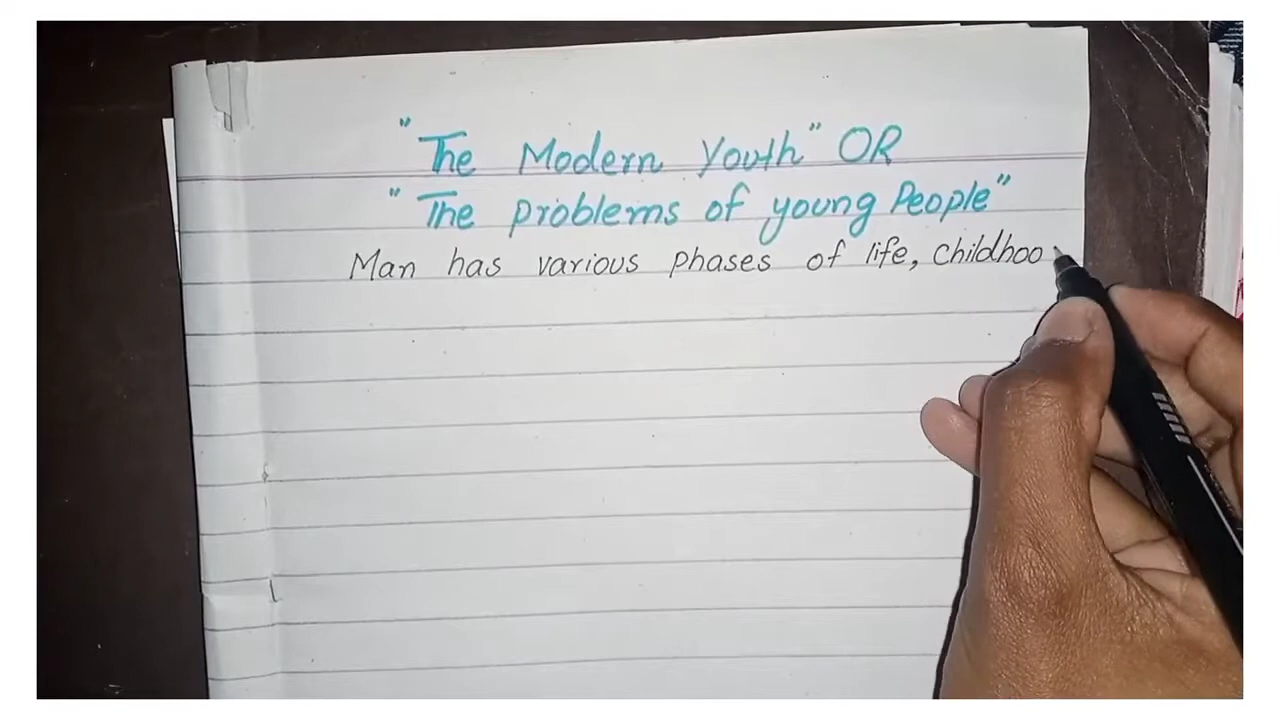 "The Modern Youth" OR
"The problems of young People"
Man has various phases of life, childhoo